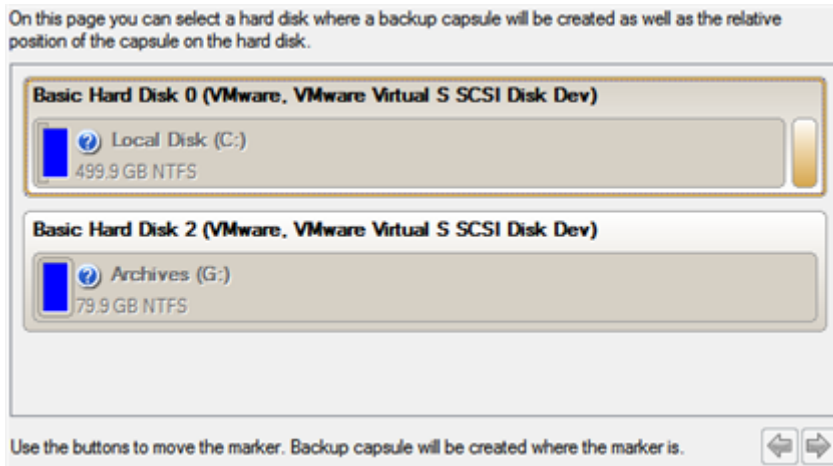 On this page you can select a hard disk where a backup capsule will be created as well as the relative
position of the capsule on the hard disk.
Basic Hard Disk 0 (VMware, VMware Virtual S SCSI Disk Dev)
Local Disk (C:)
499.9 GB NTFS
Basic Hard Disk 2 (VMware, VMware Virtual S SCSI Disk Dev)
Archives (G:)
79.9 GB NTFS
Use the buttons to move the marker. Backup capsule will be created where the marker is.